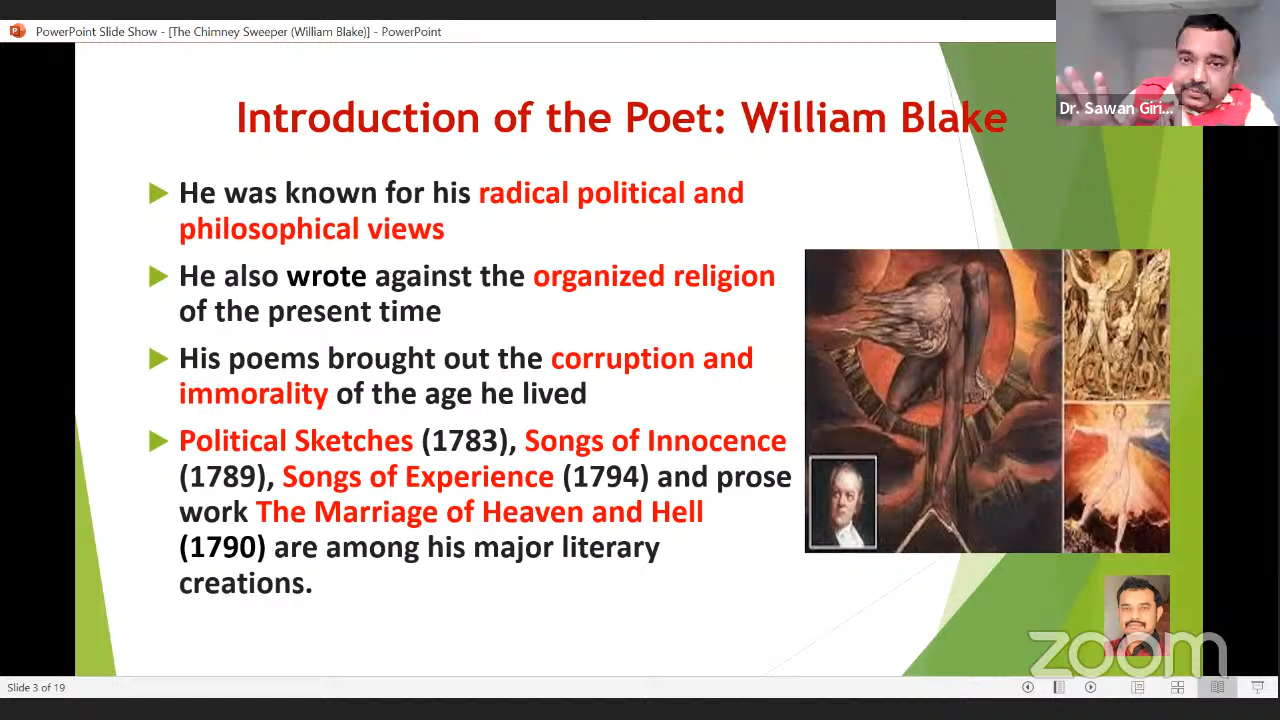 PowerPoint Slide Show - [The Chimney Sweeper (William Blake)] - PowerPoint
Dr. Sawan Giri...
Introduction of the Poet: William Blake
He was known for his radical political and
philosophical views
He also wrote against the organized religion
of the present time
His poems brought out the corruption and
immorality of the age he lived
Political Sketches (1783), Songs of Innocence
(1789), Songs of Experience (1794) and prose
work The Marriage of Heaven and Hell
(1790) are among his major literary
creations.
zoom
Slide 3 of 19